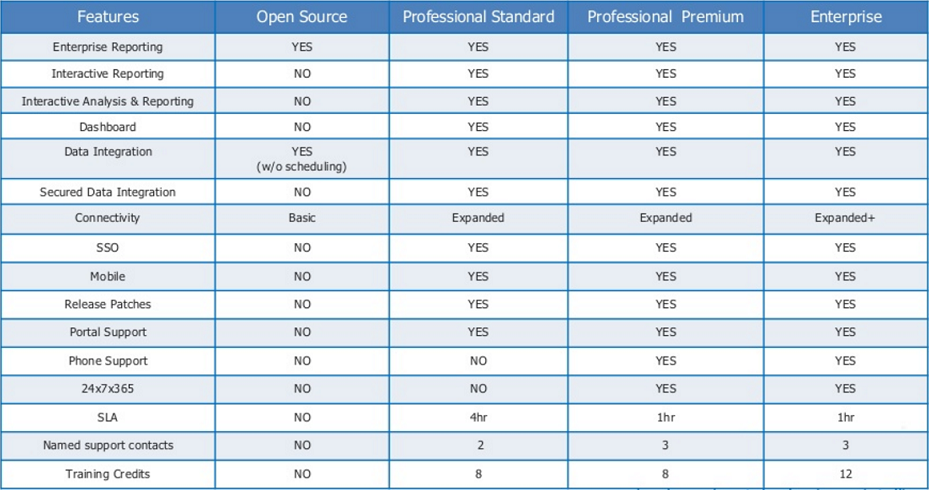 Features Open Source Professional Standard Professional Premium Enterprise
Enterprise Reporting YES YES YES YES
Interactive Reporting NO YES YES YES
Interactive Analysis & Reporting NO YES YES YES
Dashboard NO YES YES YES
Data Integration YES YES YES YES
(w/o scheduling)
Secured Data Integration NO YES YES YES
Connectivity Basic Expanded Expanded Expanded+
SSO NO YES YES YES
Mobile NO YES YES YES
Release Patches NO YES YES YES
Portal Support NO YES YES YES
Phone Support NO NO YES YES
24x7x365 NO NO YES YES
SLA NO 4hr 1hr 1hr
Named support contacts NO 2 3 3
Training Credits NO 8 8 12